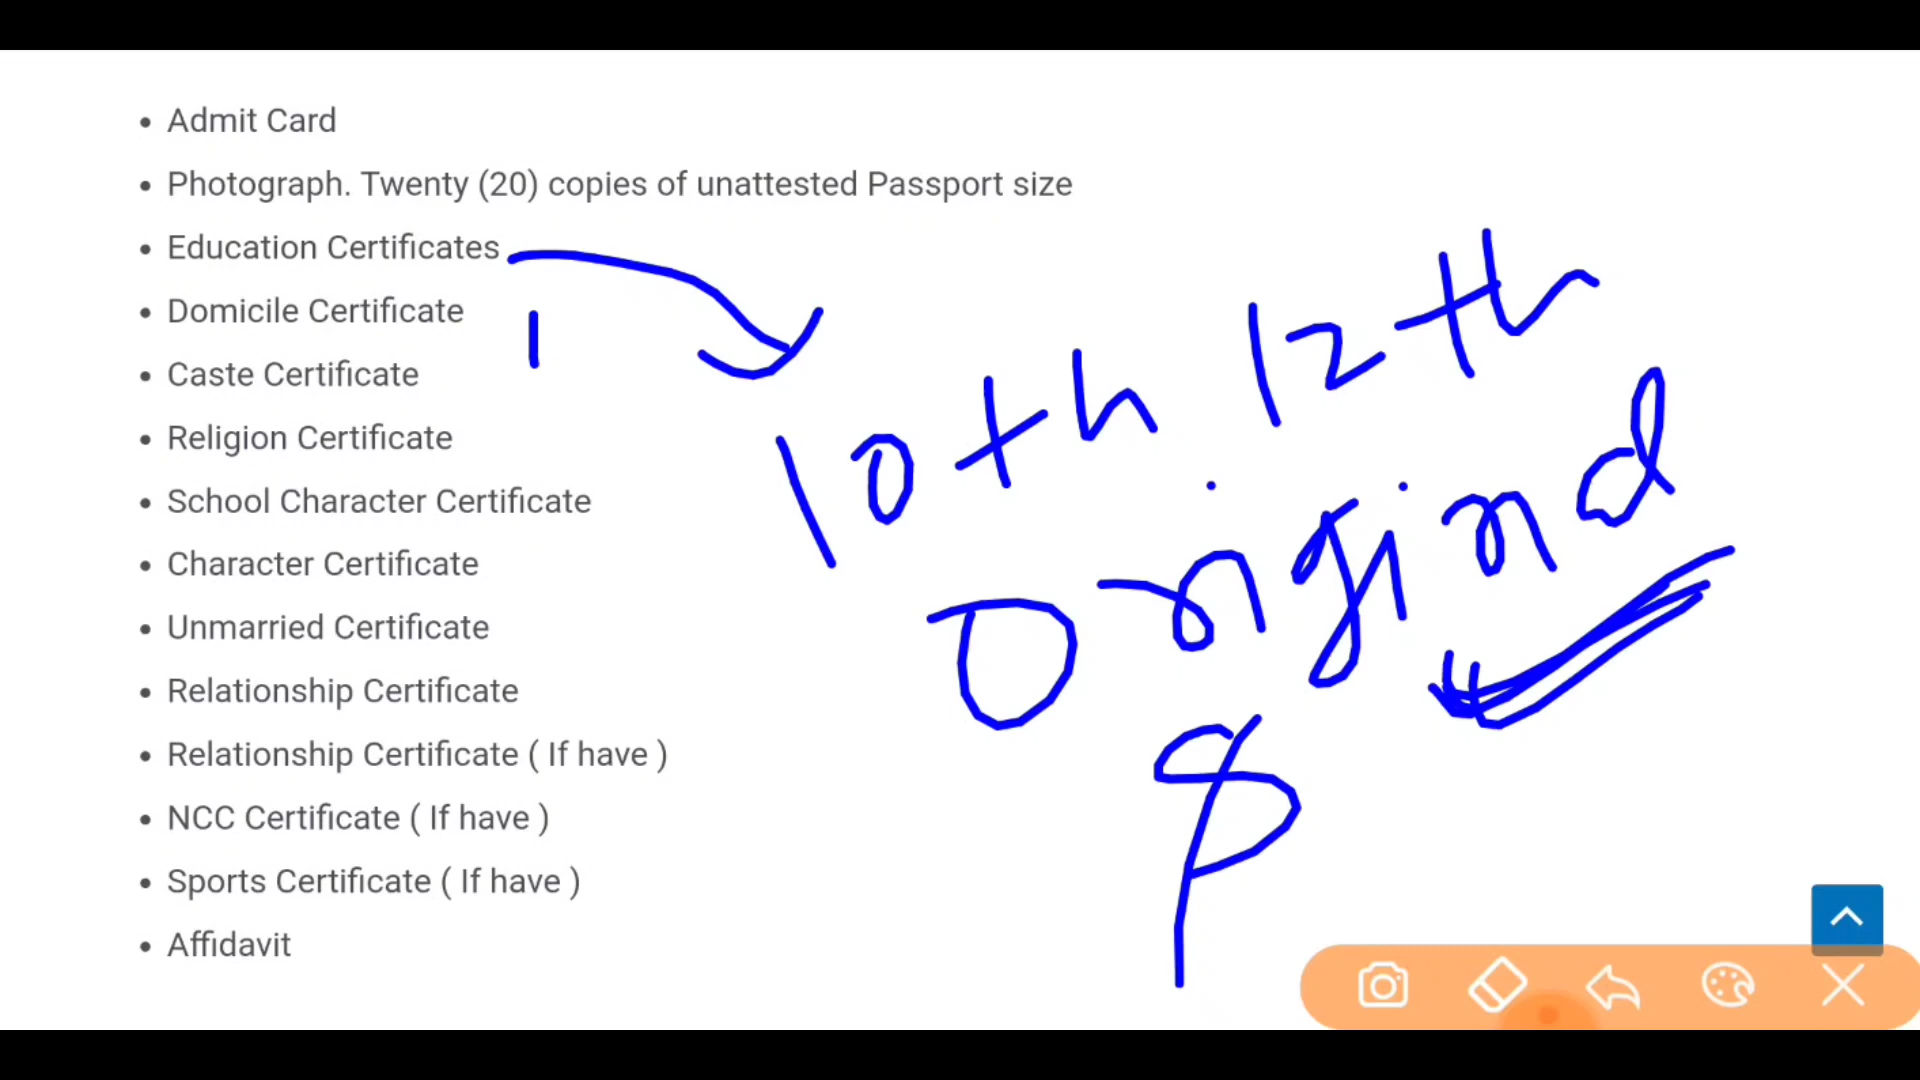 Admit Card
Photograph. Twenty (20) copies of unattested Passport size
Education Certificates
Domicile Certificate
Caste Certificate
Religion Certificate
School Character Certificate
Character Certificate
Unmarried Certificate
Relationship Certificate
Relationship Certificate ( If have )
NCC Certificate ( If have )
Sports Certificate ( If have )
Affidavit
10th 12th
Original